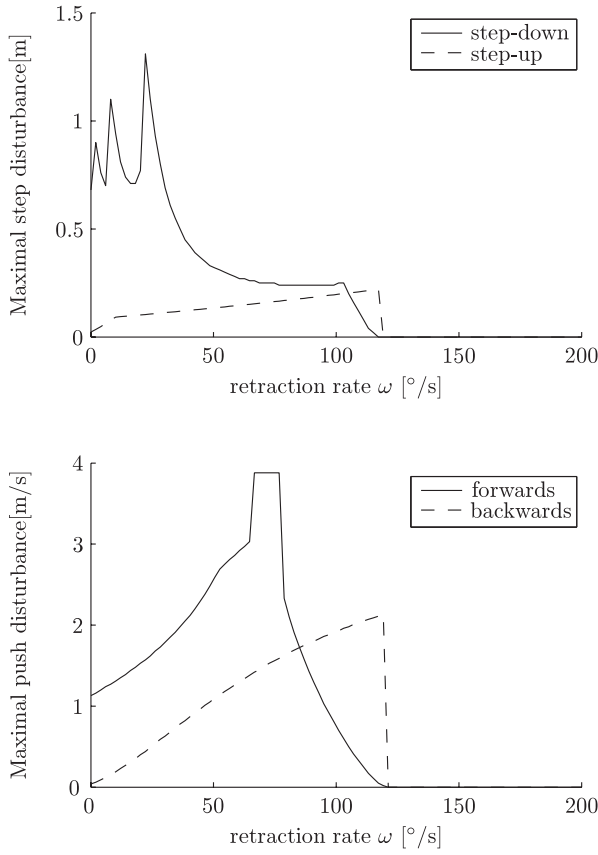 1.5
1
0.5
0
0
50
100
150
200
Maximal step disturbance[m]
retraction rate ω [°/s]
step-down
step-up
4
3
2
1
0
0
50
100
150
200
Maximal push disturbance[m/s]
retraction rate ω [°/s]
forwards
backwards